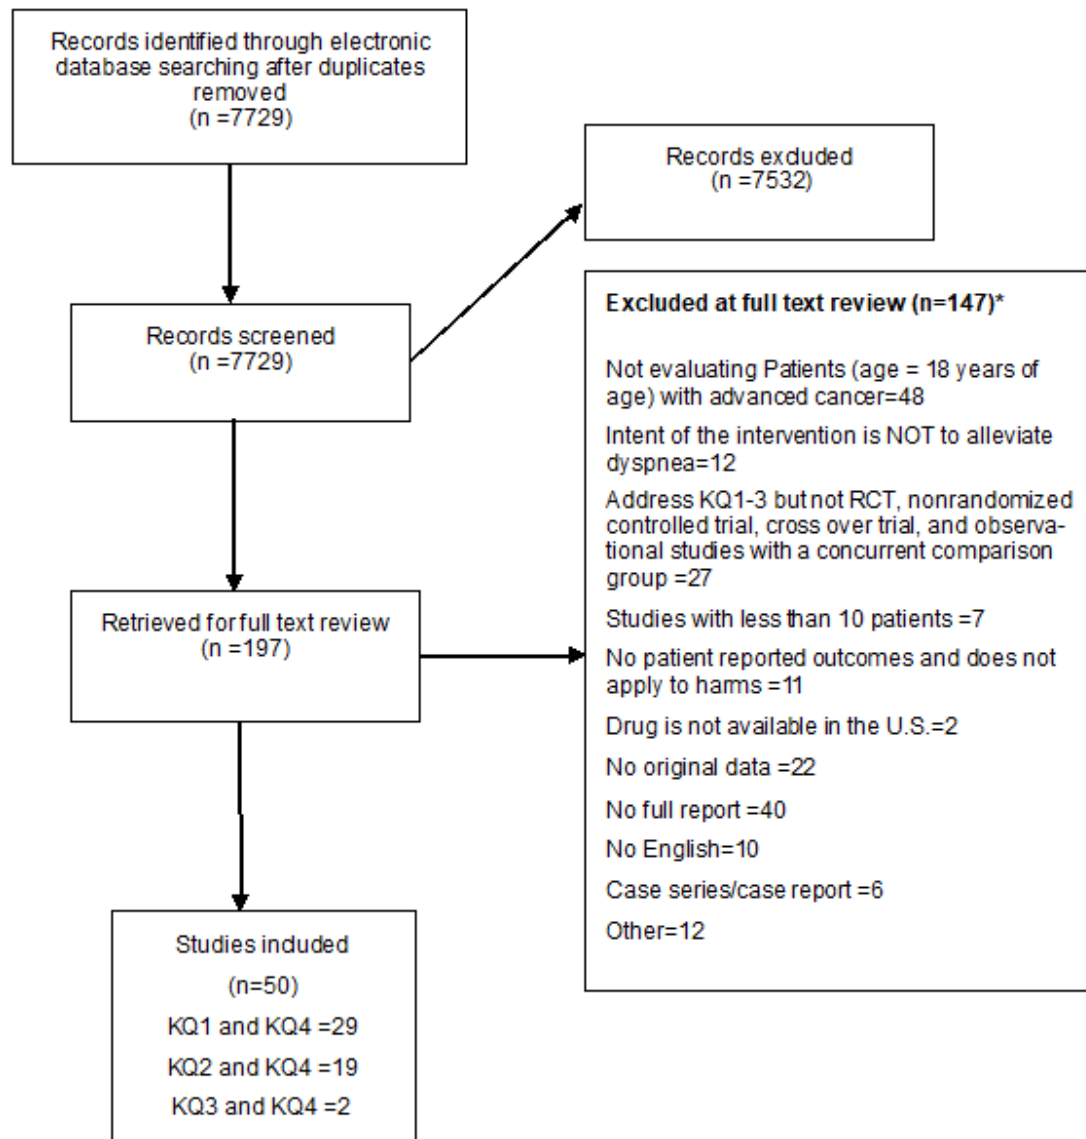 Records identified through electronic
database searching after duplicates
removed
(n =7729)
Records excluded
(n =7532)
Records screened
(n =7729)
Excluded at full text review (n=147)*
Not evaluating Patients (age = 18 years of
age) with advanced cancer=48
Intent of the intervention is NOT to alleviate
dyspnea=12
Address KQ1-3 but not RCT, nonrandomized
controlled trial, cross over trial, and observa-
tional studies with a concurrent comparison
group =27
Studies with less than 10 patients =7
No patient reported outcomes and does not
apply to harms =11
Drug is not available in the U.S.=2
No original data =22
No full report =40
No English=10
Case series/case report =6
Other=12
Retrieved for full text review
(n =197)
Studies included
(n=50)
KQ1 and KQ4 =29
KQ2 and KQ4 =19
KQ3 and KQ4 =2